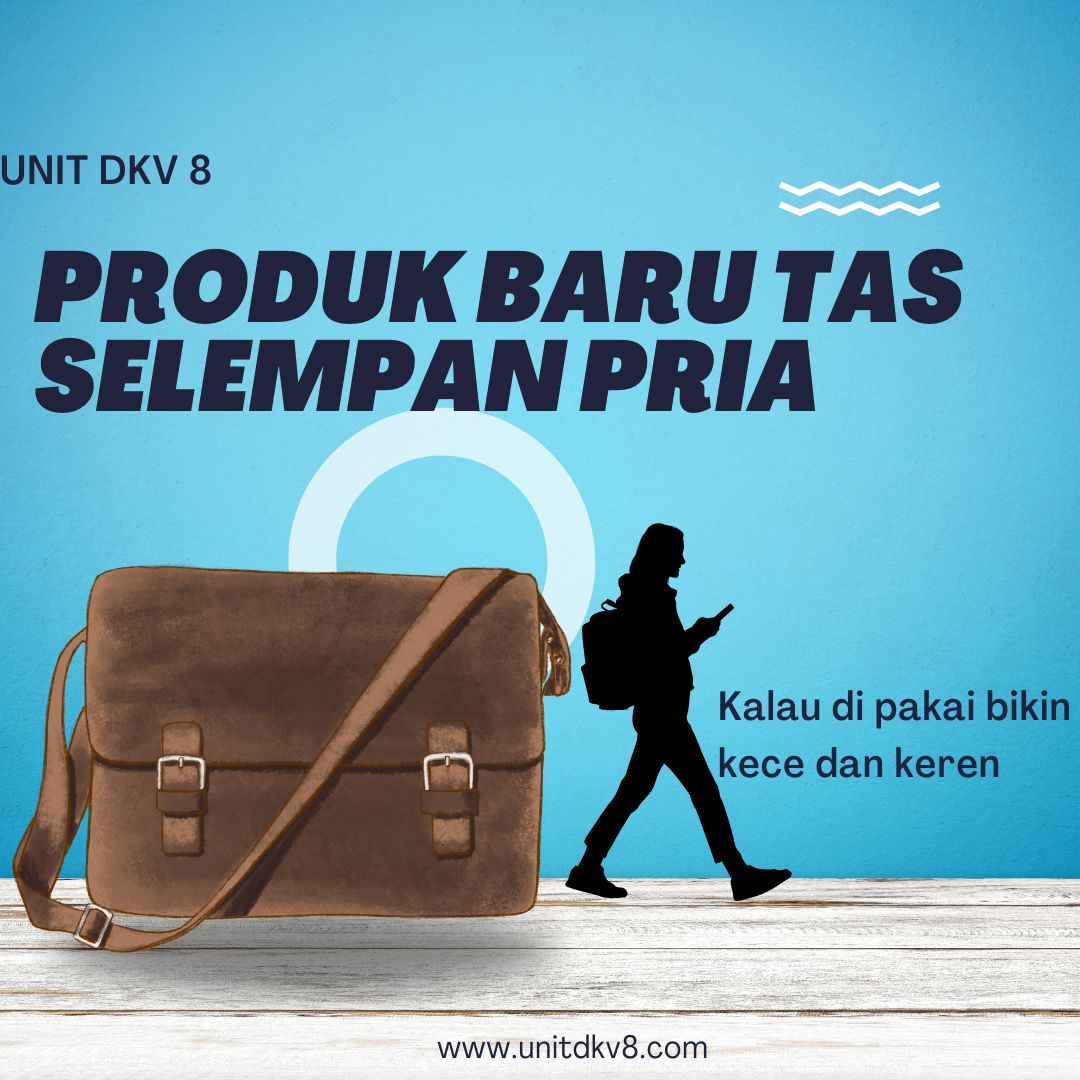 UNIT DKV 8
PRODUK BARU TAS
SELEMPAN PRIA
Kalau di pakai bikin
kece dan keren
www.unitdkv8.com